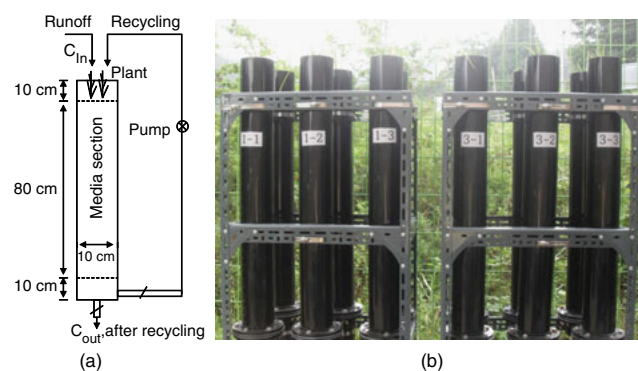 Runoff Recycling
C_In
Plant
10 cm
Pump
Media section
80 cm
10 cm
10 cm
C_out, after recycling
(a)
1-1 1-2 1-3 3-1 3-2 3-3
(b)